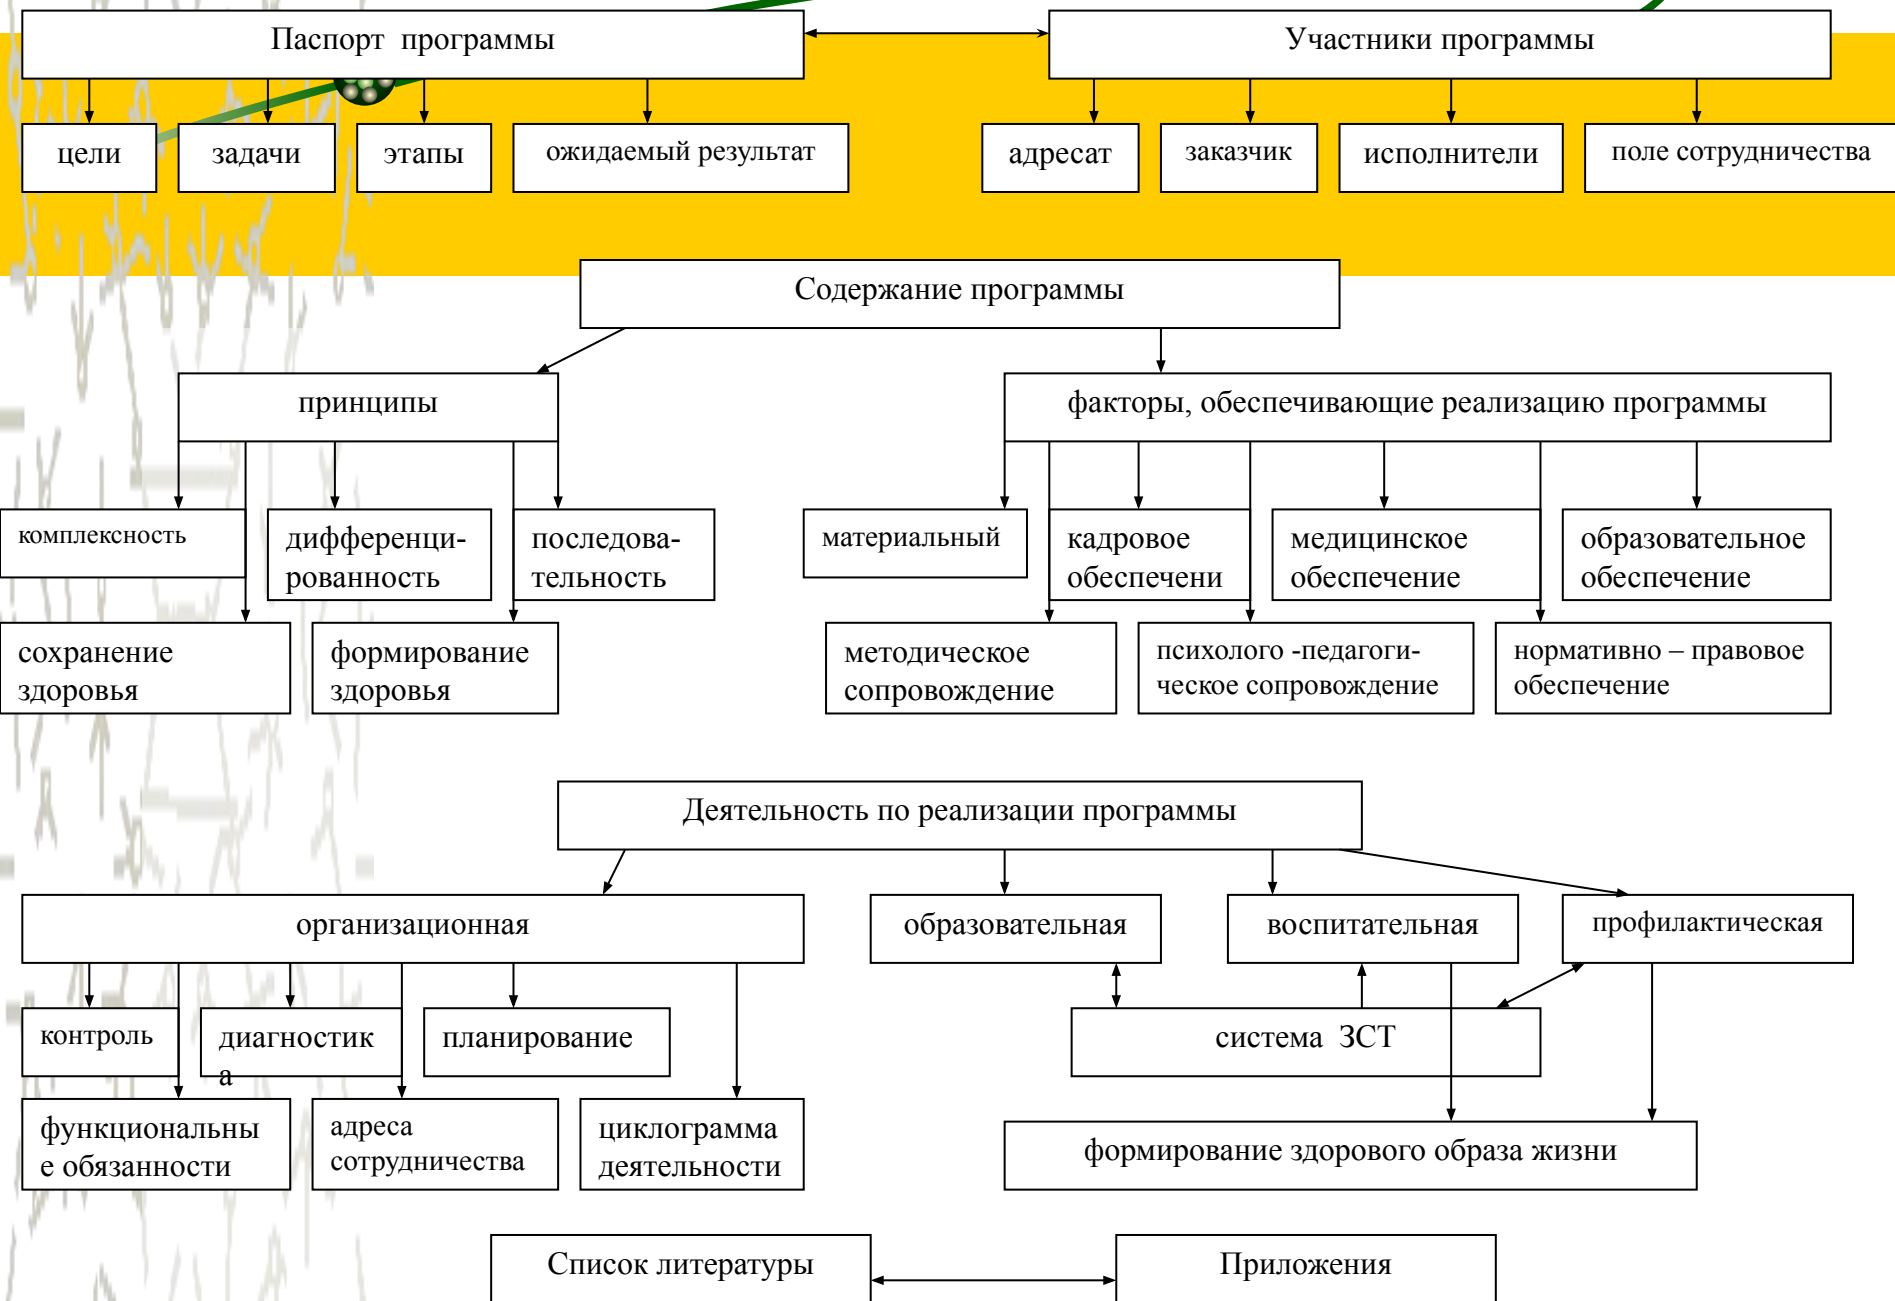 Паспорт программы
Участники программы
цели
задачи
этапы
ожидаемый результат
адресат
заказчик
исполнители
поле сотрудничества
Содержание программы
принципы
факторы, обеспечивающие реализацию программы
комплексность
дифференци-
рованность
последова-
тельность
материальный
кадровое
обеспечени
медицинское
обеспечение
образовательное
обеспечение
сохранение
здоровья
формирование
здоровья
методическое
сопровождение
психолого -педагоги-
ческое сопровождение
нормативно – правовое
обеспечение
Деятельность по реализации программы
организационная
образовательная
воспитательная
профилактическая
контроль
диагностик
а
планирование
система ЗСТ
функциональны
е обязанности
адреса
сотрудничества
циклограмма
деятельности
формирование здорового образа жизни
Список литературы
Приложения